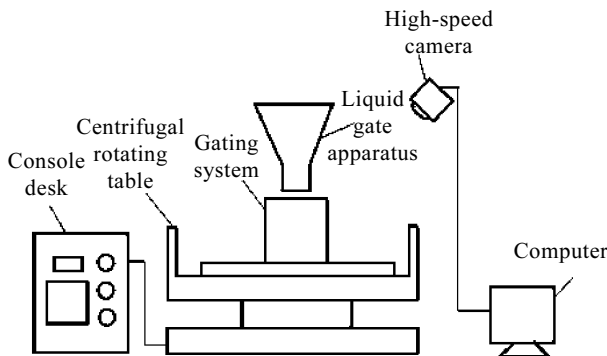 High-speed
camera
Liquid
gate
apparatus
Centrifugal
rotating
table
Gating
system
Console
desk
Computer